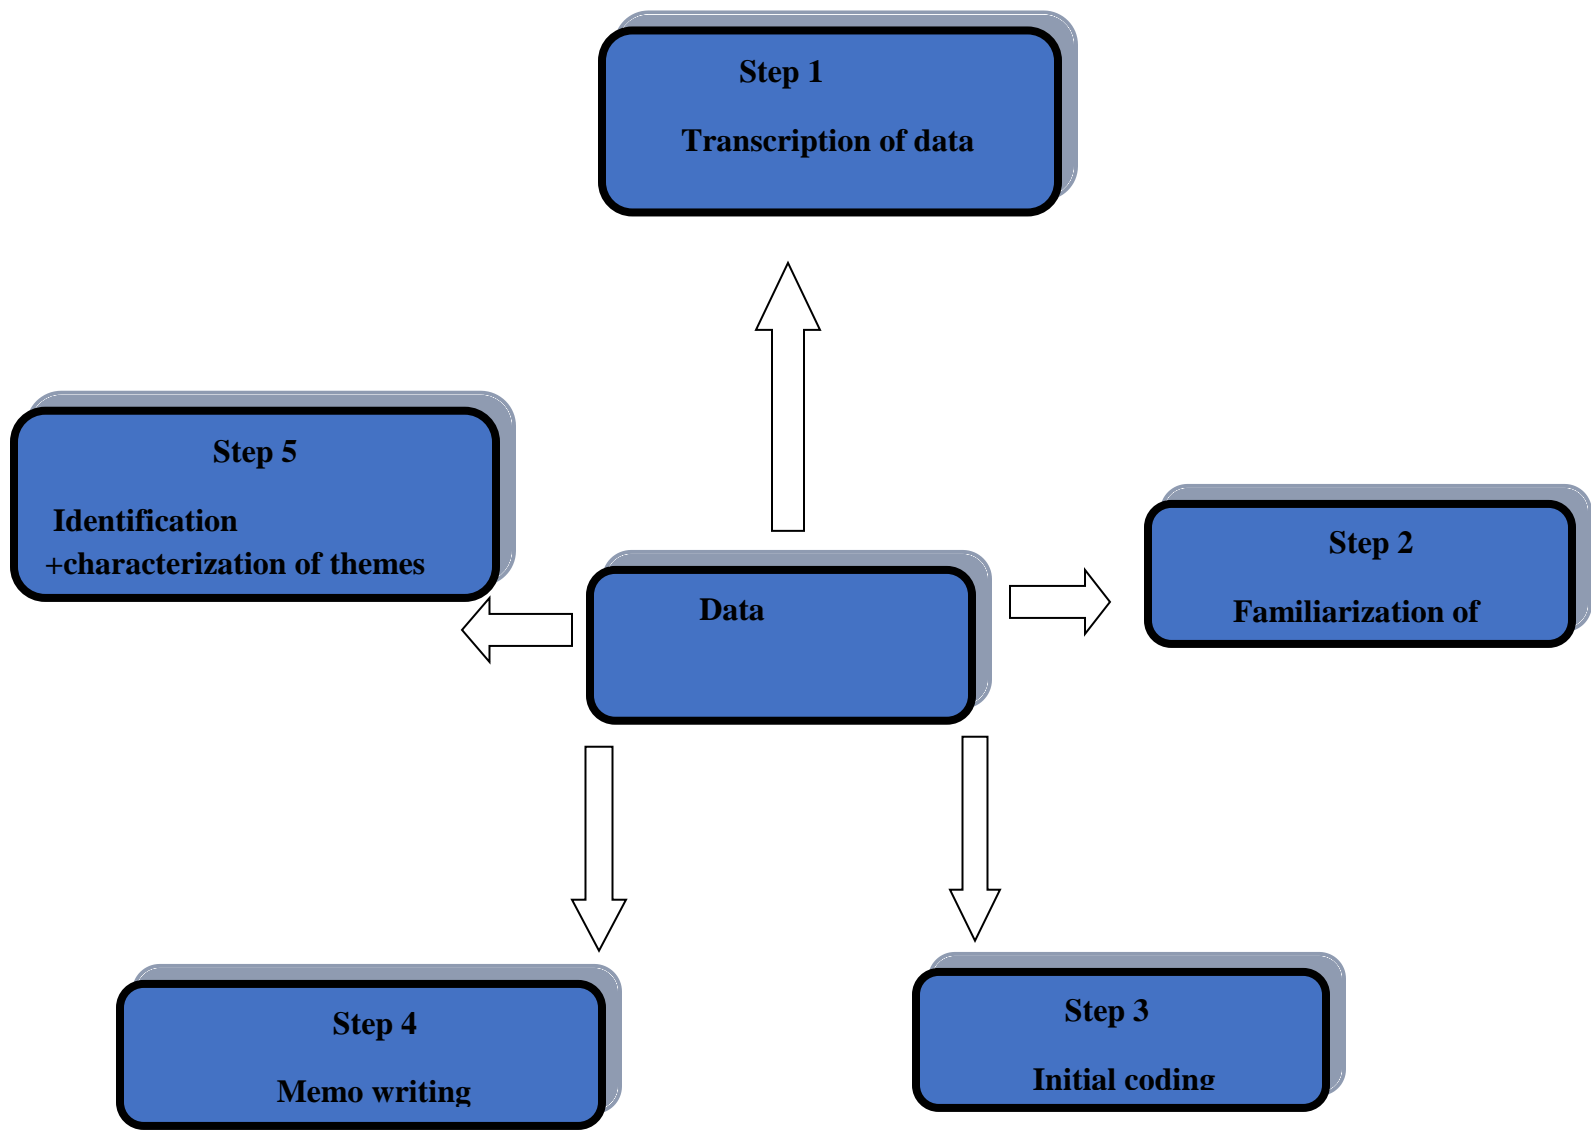 Step 1
Transcription of data
Step 5
Identification
+characterization of themes
Step 2
Familiarization of
Data
Step 4
Memo writing
Step 3
Initial coding